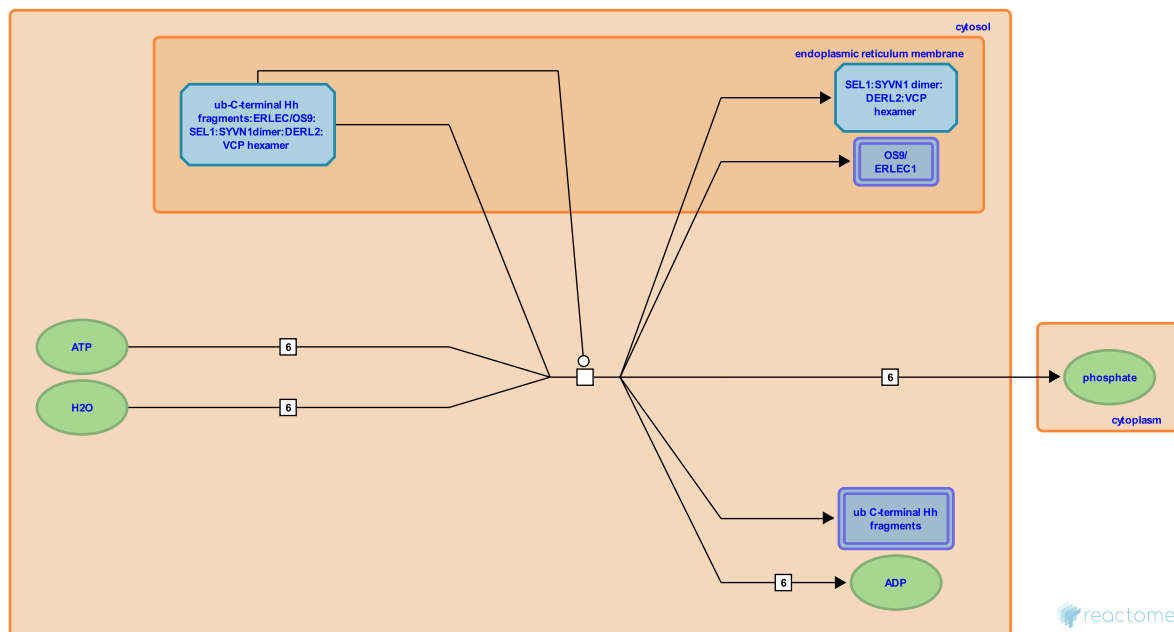 cytosol
endoplasmic reticulum membrane
ub-C-terminal Hh
fragments:ERLEC/OS9:
SEL1:SYVN1dimer:DERL2:
VCP hexamer
SEL1:SYVN1 dimer:
DERL2:VCP
hexamer
OS9/
ERLEC1
ATP
6
H2O
6
6
phosphate
cytoplasm
ub C-terminal Hh
fragments
6
ADP
reactome